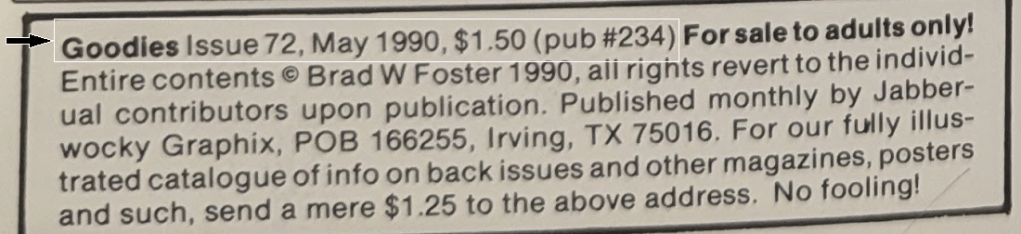 Goodies Issue 72, May 1990, $1.50 (pub #234) For sale to adults only!
Entire contents © Brad W Foster 1990, all rights revert to the individ-
ual contributors upon publication. Published monthly by Jabber-
wocky Graphix, POB 166255, Irving, TX 75016. For our fully illus-
trated catalogue of info on back issues and other magazines, posters
and such, send a mere $1.25 to the above address. No fooling!